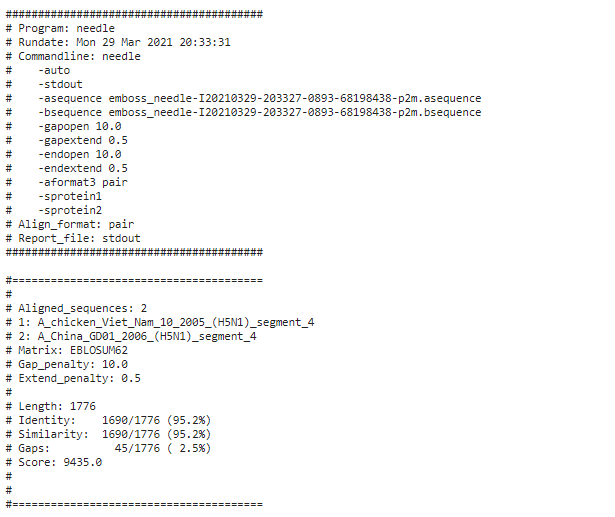 ########################################
# Program: needle
# Rundate: Mon 29 Mar 2021 20:33:31
# Commandline: needle
#    -auto
#    -stdout
#    -asequence emboss_needle-I20210329-203327-0893-68198438-p2m.asequence
#    -bsequence emboss_needle-I20210329-203327-0893-68198438-p2m.bsequence
#    -gapopen 10.0
#    -gapextend 0.5
#    -endopen 10.0
#    -endextend 0.5
#    -aformat3 pair
#    -sprotein1
#    -sprotein2
# Align_format: pair
# Report_file: stdout
########################################
#=======================================
#
# Aligned_sequences: 2
# 1: A_chicken_Viet_Nam_10_2005_(H5N1)_segment_4
# 2: A_China_GD01_2006_(H5N1)_segment_4
# Matrix: EBLOSUM62
# Gap_penalty: 10.0
# Extend_penalty: 0.5
#
# Length: 1776
# Identity:    1690/1776 (95.2%)
# Similarity:  1690/1776 (95.2%)
# Gaps:          45/1776 ( 2.5%)
# Score: 9435.0
#
#
#=======================================